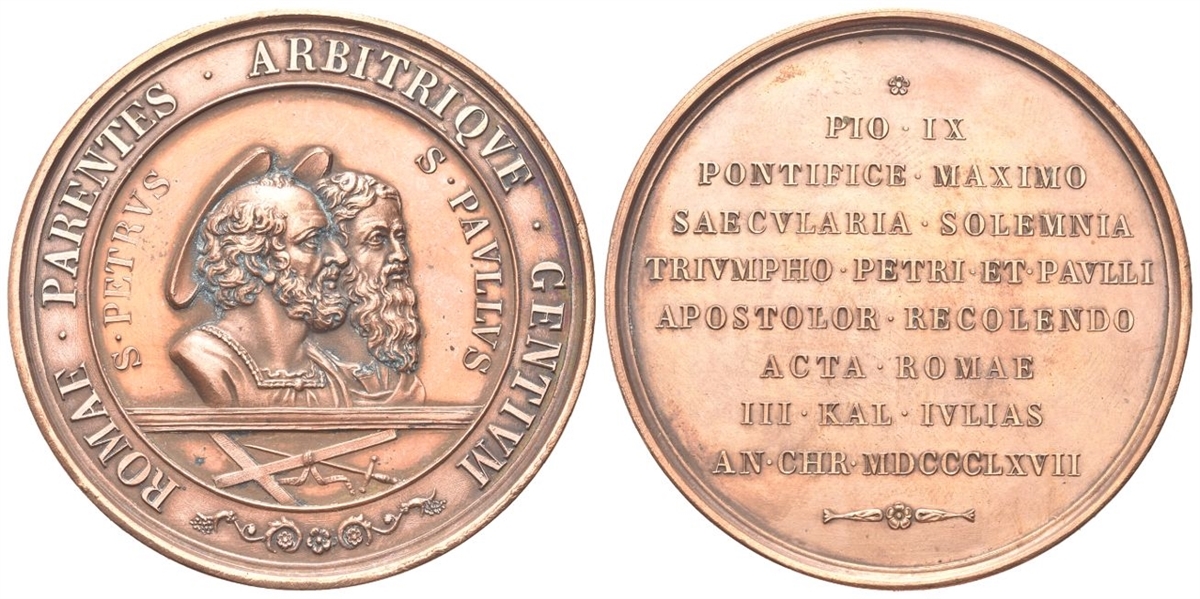 ROMAE · PARENTES · ARBITRIQVE · GENTIVM
S · PETRVS
S · PAVLLVS
PIO · IX
PONTIFICE · MAXIMO
SAECVLARIA · SOLEMNIA
TRIVMPHO · PETRI · ET · PAVLLI
APOSTOLOR · RECOLENDO
ACTA · ROMAE
III · KAL · IVLIAS
AN · CHR · MDCCCLXVII